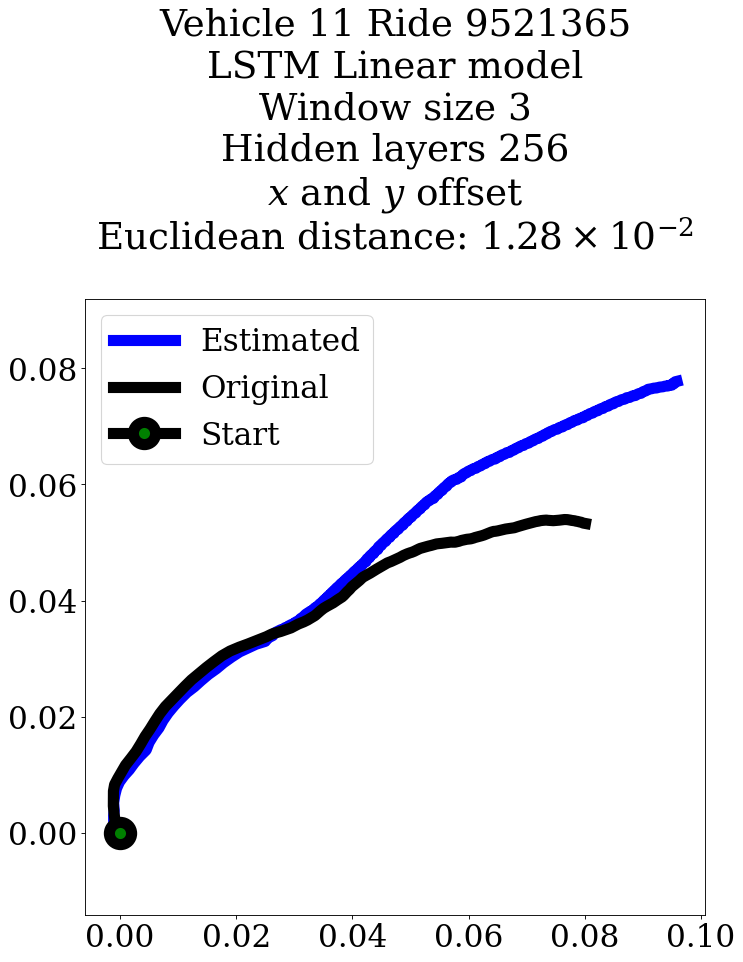 Vehicle 11 Ride 9521365
LSTM Linear model
Window size 3
Hidden layers 256
x and y offset
Euclidean distance: 1.28 × 10⁻²
Estimated
Original
Start
0.08
0.06
0.04
0.02
0.00
0.00 0.02 0.04 0.06 0.08 0.10